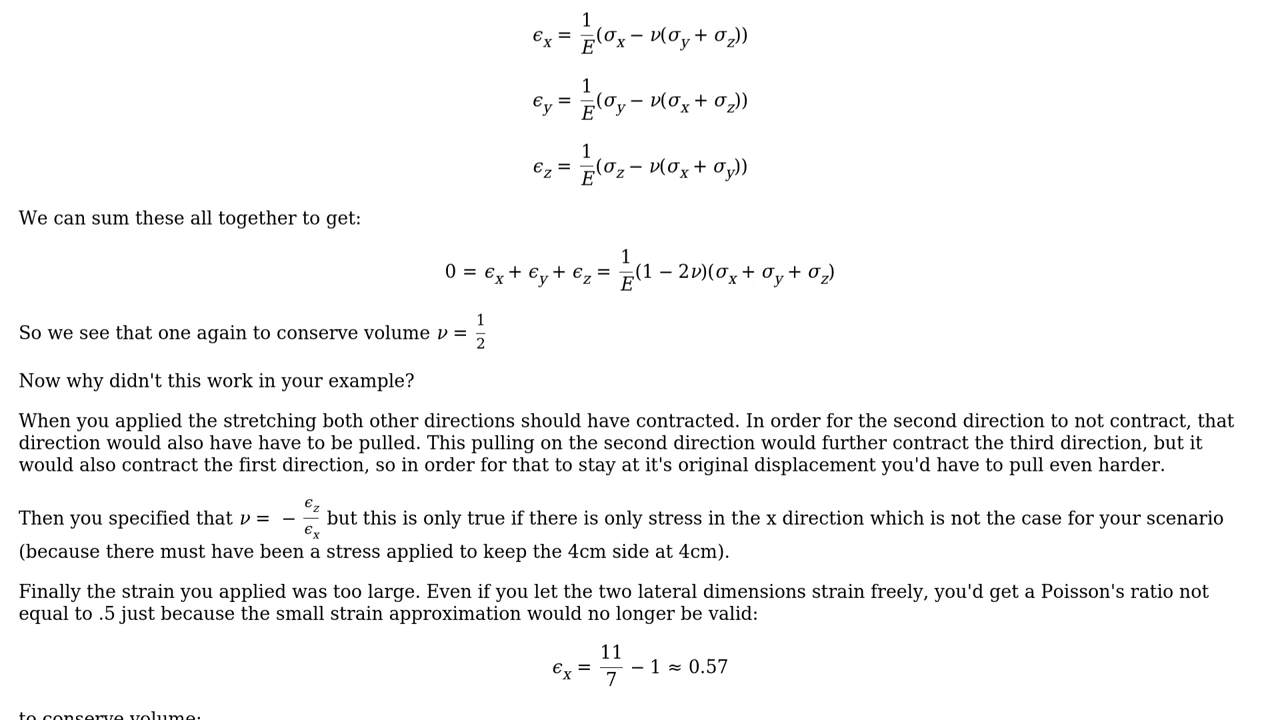 ϵx = 1/E(σx − ν(σy + σz))
ϵy = 1/E(σy − ν(σx + σz))
ϵz = 1/E(σz − ν(σx + σy))
We can sum these all together to get:
0 = ϵx + ϵy + ϵz = 1/E(1 − 2ν)(σx + σy + σz)
So we see that one again to conserve volume ν = 1/2
Now why didn't this work in your example?
When you applied the stretching both other directions should have contracted. In order for the second direction to not contract, that
direction would also have have to be pulled. This pulling on the second direction would further contract the third direction, but it
would also contract the first direction, so in order for that to stay at it's original displacement you'd have to pull even harder.
Then you specified that ν = − ϵz/ϵx but this is only true if there is only stress in the x direction which is not the case for your scenario
(because there must have been a stress applied to keep the 4cm side at 4cm).
Finally the strain you applied was too large. Even if you let the two lateral dimensions strain freely, you'd get a Poisson's ratio not
equal to .5 just because the small strain approximation would no longer be valid:
ϵx = 11/7 − 1 ≈ 0.57
to conserve volume: